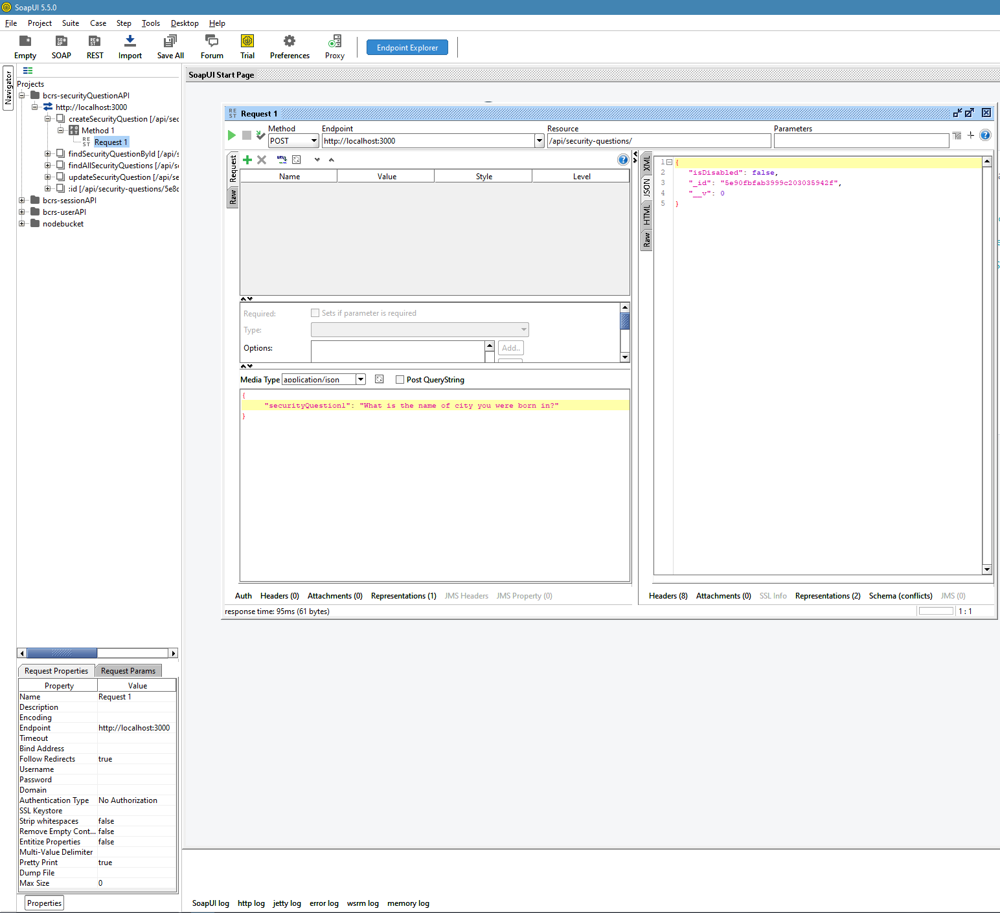 SoapUI 5.5.0
File Project Suite Case Step Tools Desktop Help
Empty SOAP REST Import Save All Forum Trial Preferences Proxy Endpoint Explorer
Navigator
Projects
bcrs-securityQuestionAPI
http://localhost:3000
createSecurityQuestion [/api/sec
Method 1
Request 1
findSecurityQuestionById [/api/s
findAllSecurityQuestions [/api/s
updateSecurityQuestion [/api/se
:id [/api/security-questions/5e8c
bcrs-sessionAPI
bcrs-userAPI
nodebucket
SoapUI Start Page
Request 1
Method Endpoint Resource Parameters
POST http://localhost:3000 /api/security-questions/
Request
Raw
Name Value Style Level
Required: Sets if parameter is required
Type:
Options: Add..
Media Type application/json Post QueryString
{
"securityQuestion1": "What is the name of city you were born in?"
}
XML
JSON
HTML
Raw
1 {
2 "isDisabled": false,
3 "_id": "5e90fbfab3999c203035942f",
4 "__v": 0
5 }
Auth Headers (0) Attachments (0) Representations (1) JMS Headers JMS Property (0)
Headers (8) Attachments (0) SSL Info Representations (2) Schema (conflicts) JMS (0)
response time: 95ms (61 bytes)
1 : 1
Request Properties Request Params
Property Value
Name Request 1
Description
Encoding
Endpoint http://localhost:3000
Timeout
Bind Address
Follow Redirects true
Username
Password
Domain
Authentication Type No Authorization
SSL Keystore
Strip whitespaces false
Remove Empty Cont... false
Entitize Properties false
Multi-Value Delimiter
Pretty Print true
Dump File
Max Size 0
Properties
SoapUI log http log jetty log error log wsrm log memory log